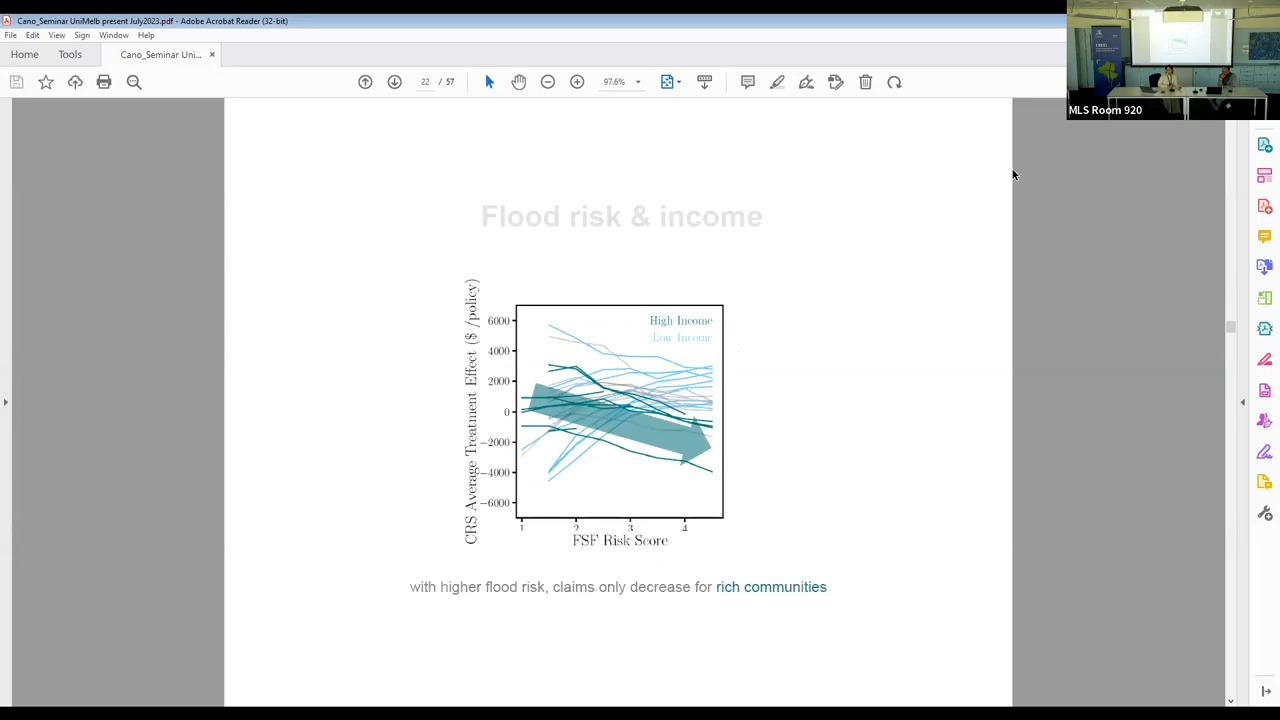 Cano_Seminar UniMelb present July2023.pdf - Adobe Acrobat Reader (32-bit)
File Edit View Sign Window Help
Home Tools Cano_Seminar Uni... ×
22 / 57 97.6%
MLS Room 920
Flood risk & income
CRS Average Treatment Effect ($ /policy)
6000
4000
2000
0
−2000
−4000
−6000
High Income
Low Income
1 2 3 4
FSF Risk Score
with higher flood risk, claims only decrease for rich communities